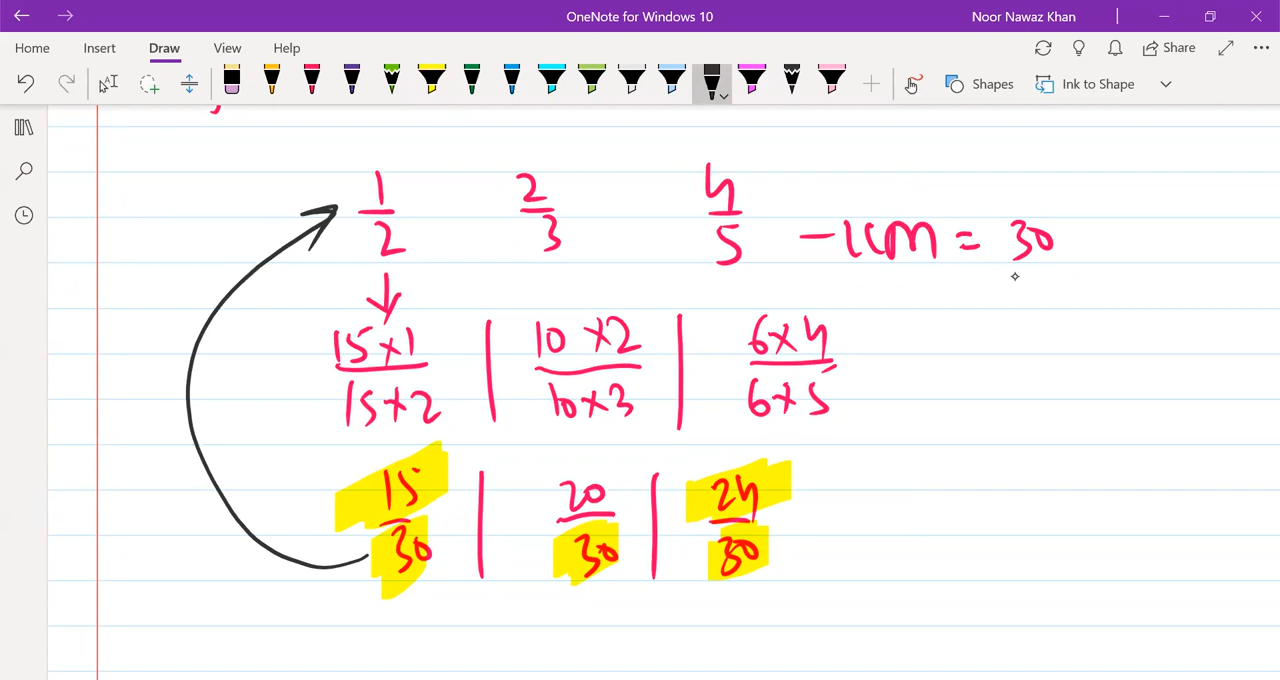 OneNote for Windows 10
Noor Nawaz Khan
Home Insert Draw View Help
Share
Shapes
Ink to Shape
1/2 2/3 4/5 - LCM = 30
15×1/15×2 | 10×2/10×3 | 6×4/6×5
15/30 | 20/30 | 24/30